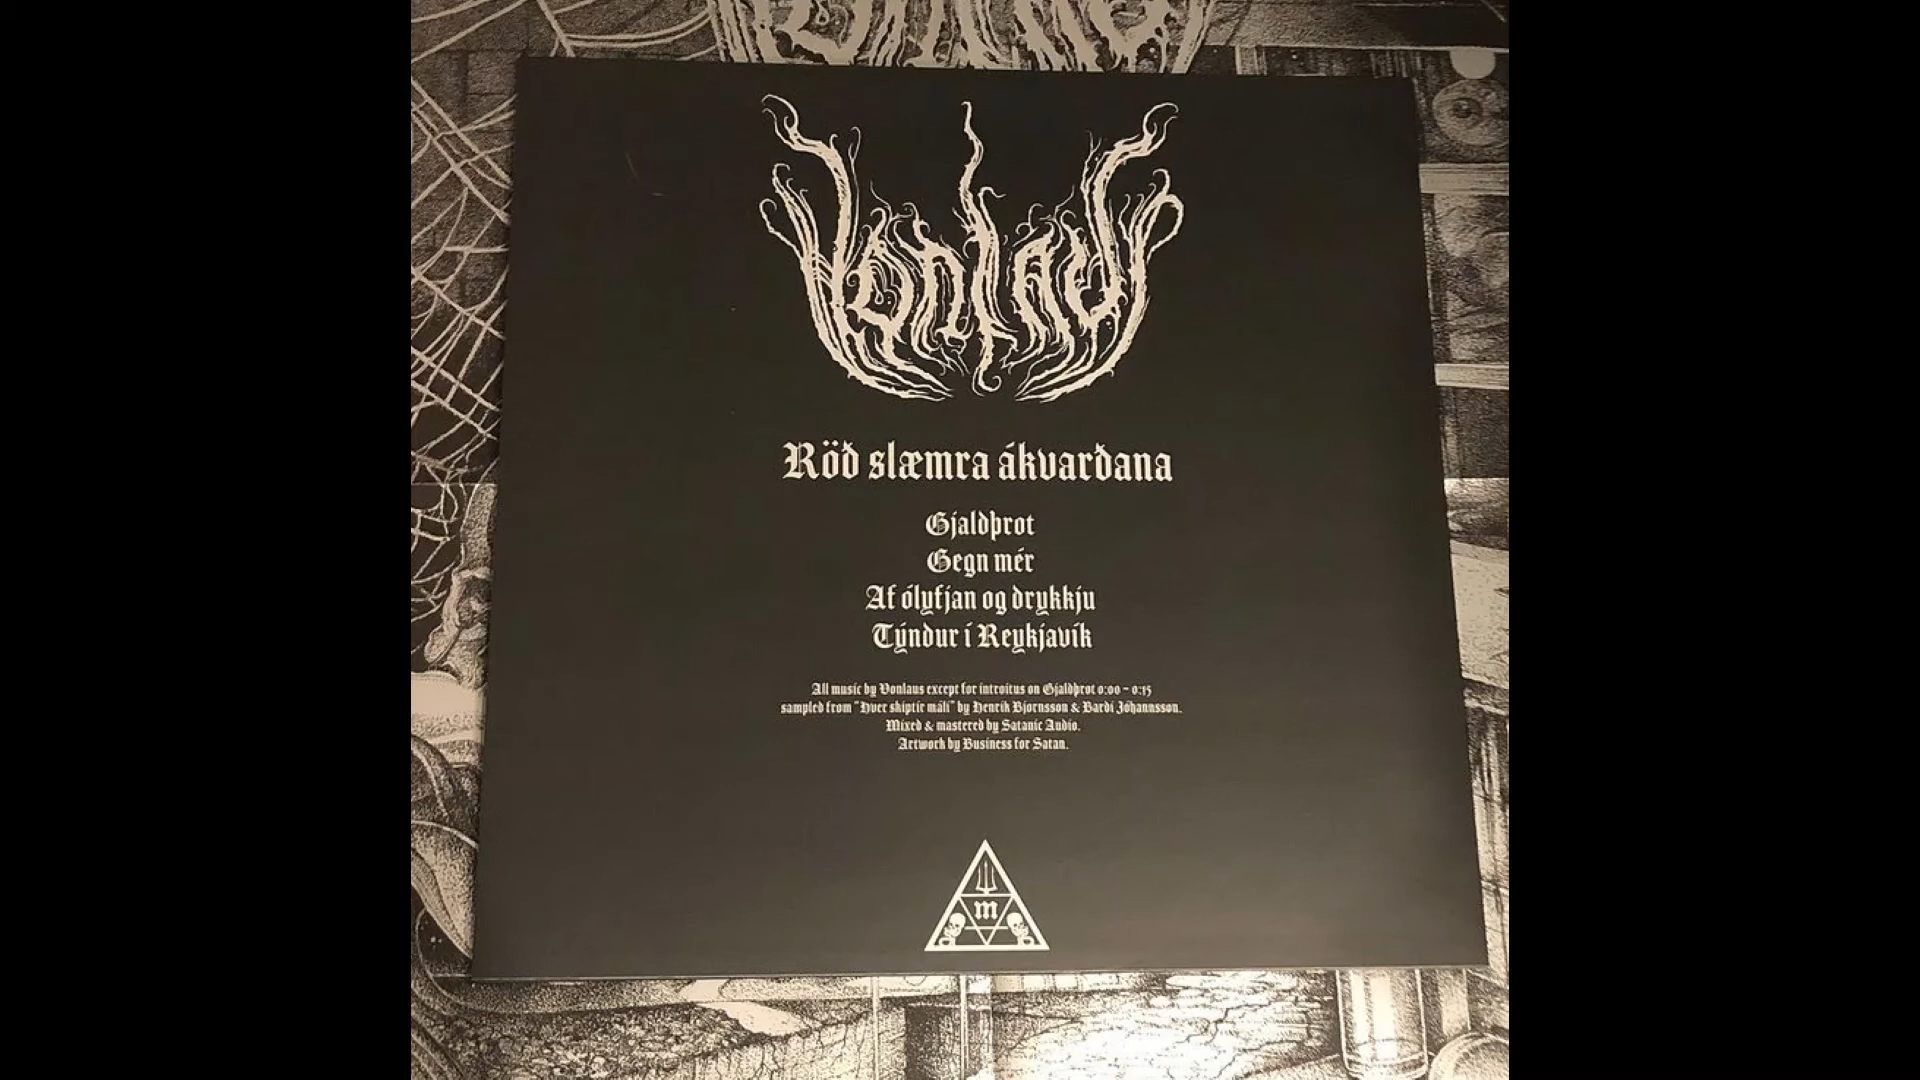 Vonlaus
Röð slæmra ákvarðana
Gjaldþrot
Gegn mér
Af ólyfjan og drykkju
Týndur í Reykjavík
All music by Vonlaus except for introitus on Gjaldþrot 0:00 - 0:15
sampled from "Hver skiptir máli" by Henrik Bjornsson & Bardi Jóhannsson.
Mixed & mastered by Satanic Audio.
Artwork by Business for Satan.
m